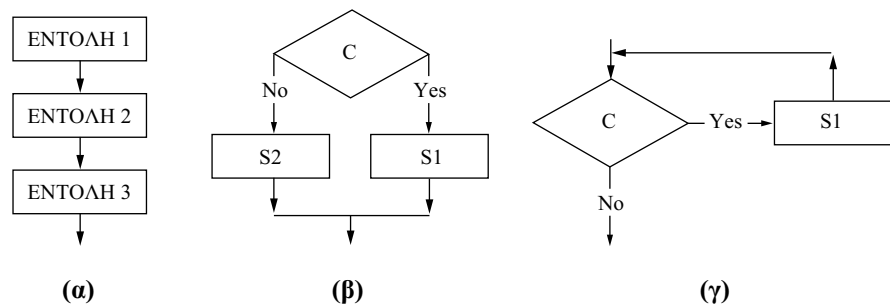 ΕΝΤΟΛΗ 1
ΕΝΤΟΛΗ 2
ΕΝΤΟΛΗ 3
(α)
C
No
Yes
S2
S1
(β)
C
Yes
S1
No
(γ)